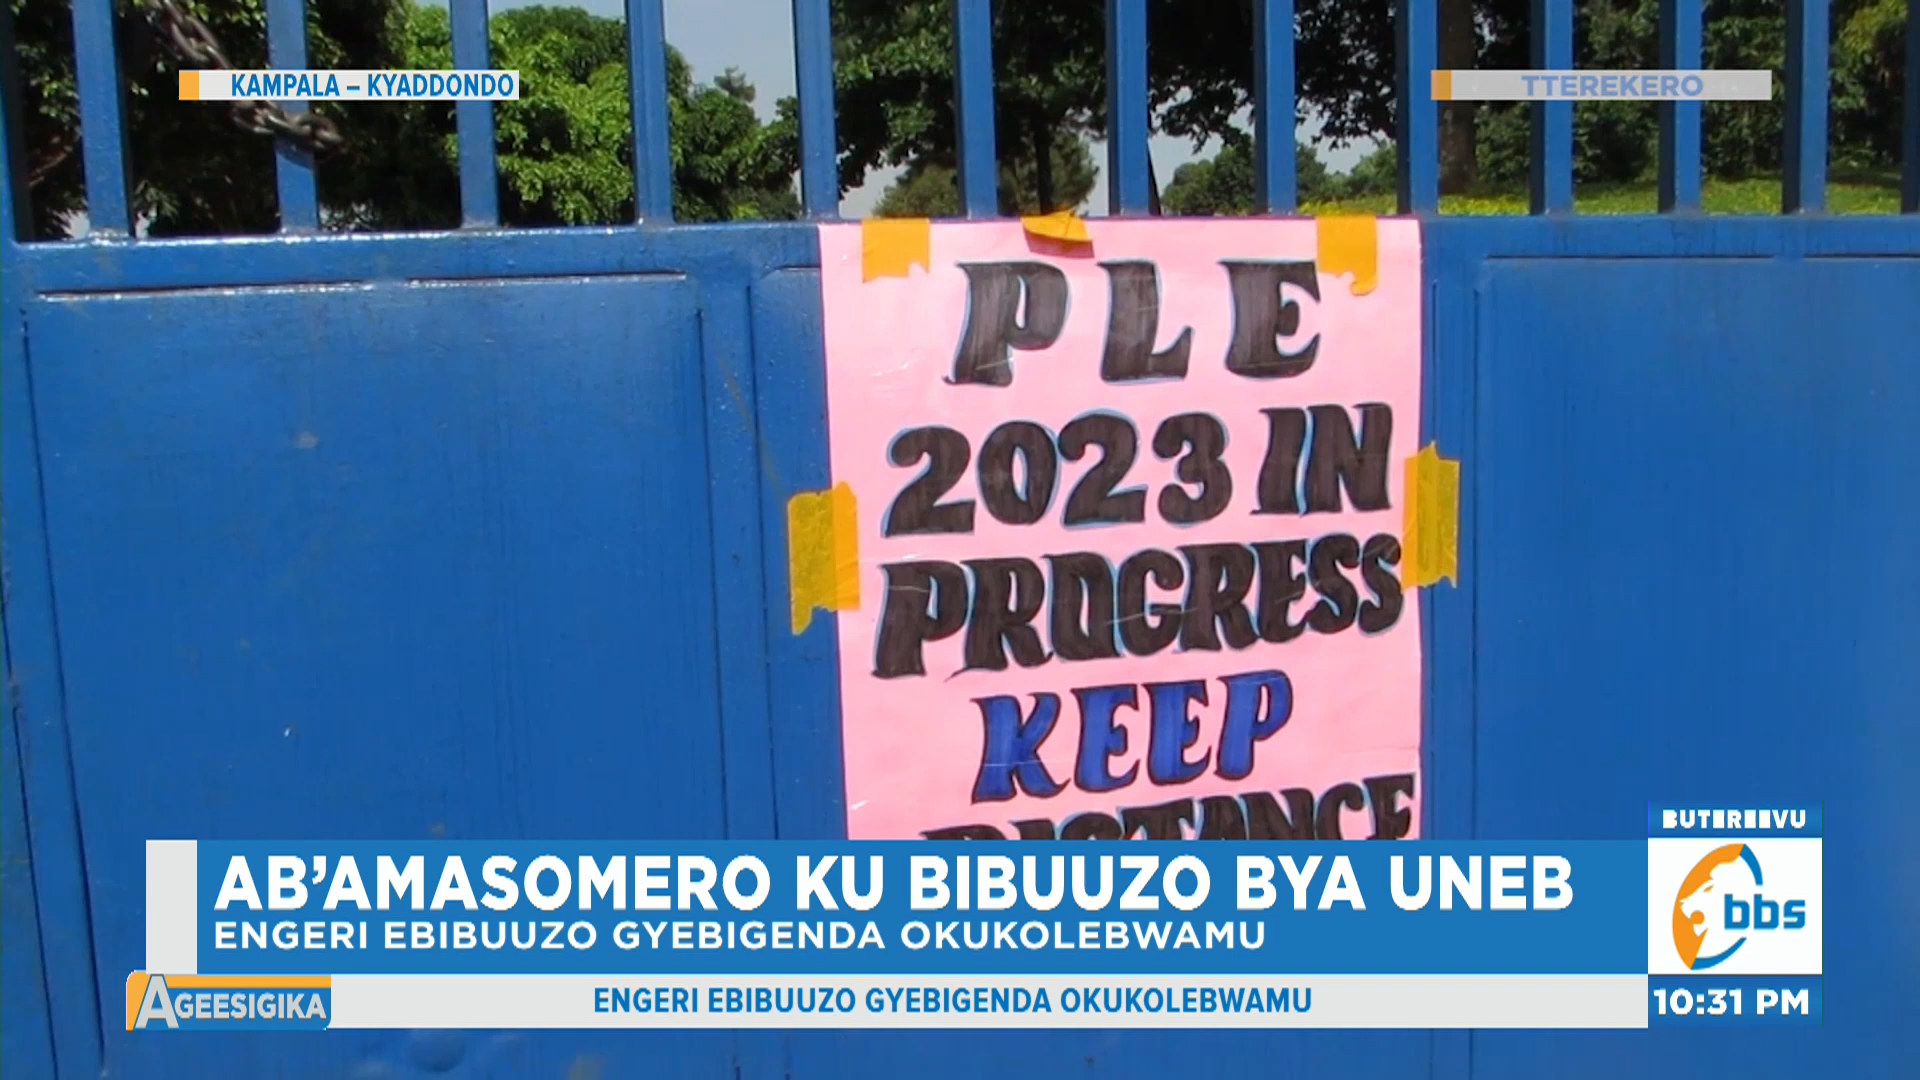 KAMPALA – KYADDONDO
TTEREKERO
PLE
2023 IN
PROGRESS
KEEP
DISTANCE
BUTEREEVU
AB'AMASOMERO KU BIBUUZO BYA UNEB
ENGERI EBIBUUZO GYEBIGENDA OKUKOLEBWAMU
bbs
AGEESIGIKA
ENGERI EBIBUUZO GYEBIGENDA OKUKOLEBWAMU
10:31 PM